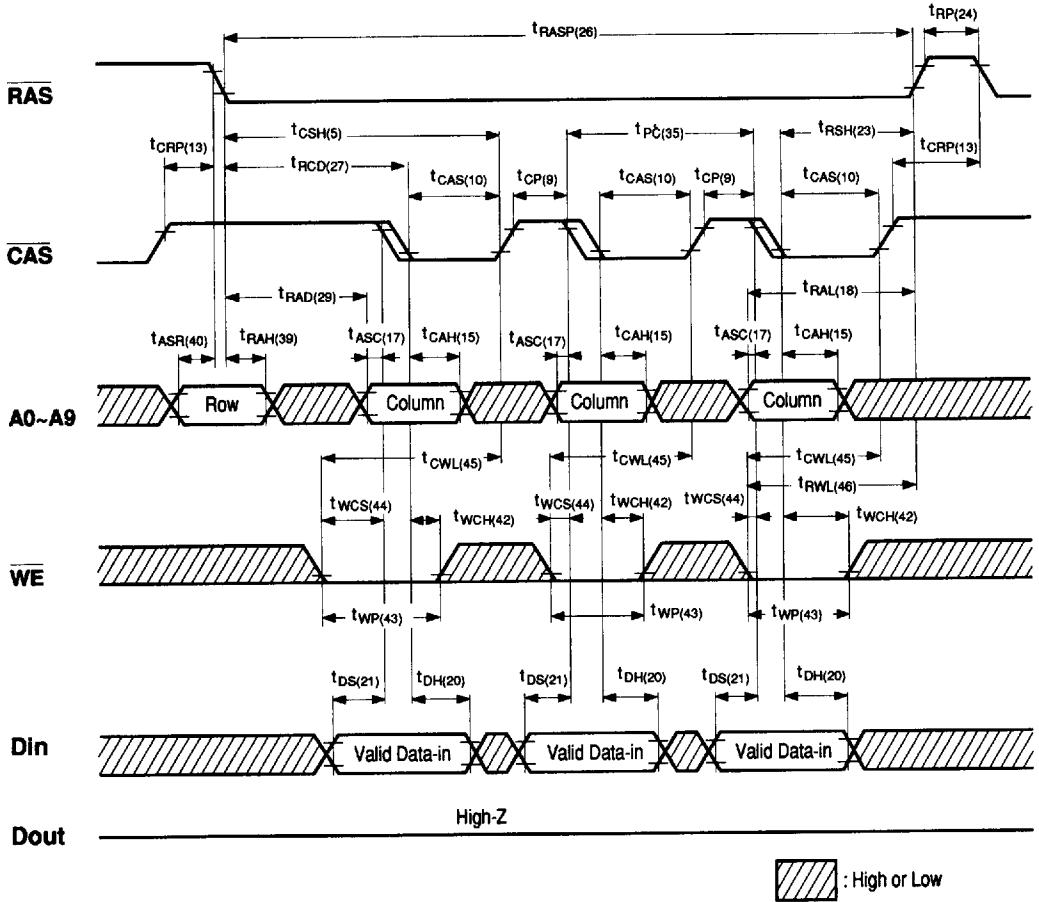 tRP(24)
tRASP(26)
RAS
tCSH(5)
tPC(35)
tRSH(23)
tCRP(13)
tCRP(13)
tRCD(27)
tCAS(10)
tCP(9)
tCAS(10)
tCP(9)
tCAS(10)
CAS
tRAD(29)
tRAL(18)
tASR(40)
tRAH(39)
tASC(17)
tCAH(15)
tASC(17)
tCAH(15)
tASC(17)
tCAH(15)
A0~A9
Row
Column
Column
Column
tCWL(45)
tCWL(45)
tCWL(45)
tRWL(46)
tWCS(44)
tWCH(42)
tWCS(44)
tWCH(42)
tWCS(44)
tWCH(42)
WE
tWP(43)
tWP(43)
tWP(43)
tDS(21)
tDH(20)
tDS(21)
tDH(20)
tDS(21)
tDH(20)
Din
Valid Data-in
Valid Data-in
Valid Data-in
High-Z
Dout
: High or Low